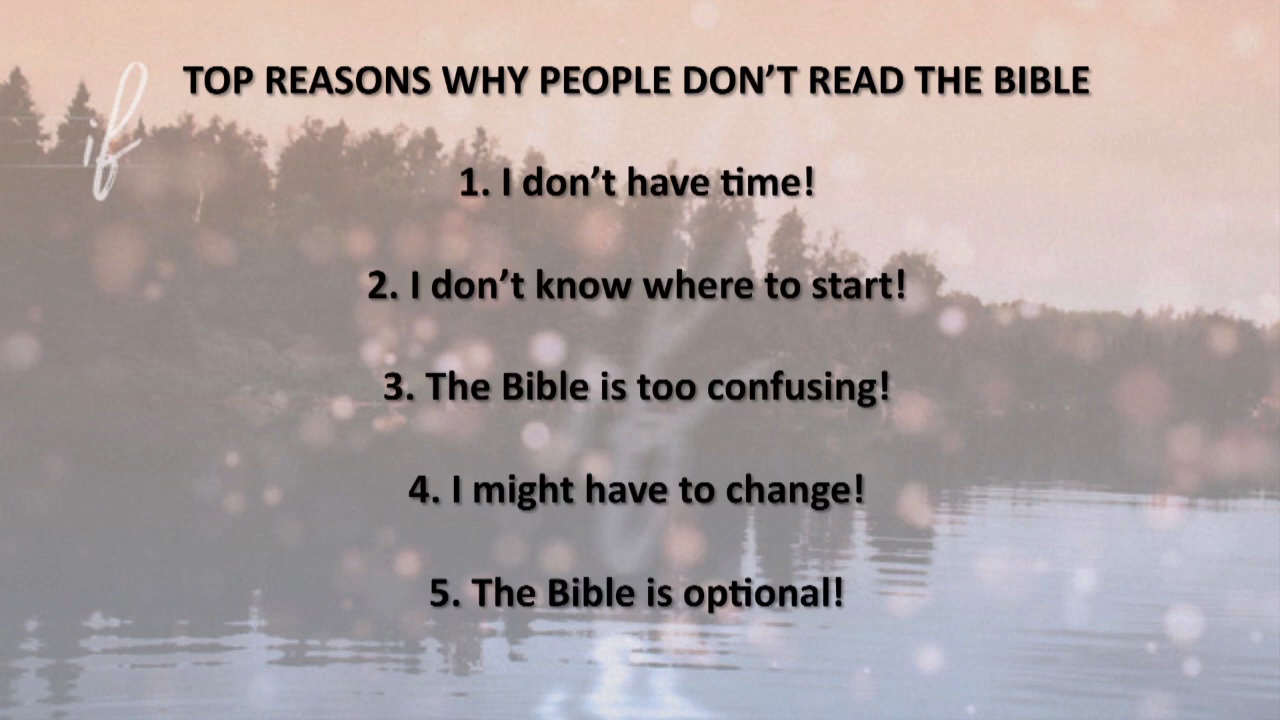 if
TOP REASONS WHY PEOPLE DON’T READ THE BIBLE
1. I don’t have time!
2. I don’t know where to start!
3. The Bible is too confusing!
4. I might have to change!
5. The Bible is optional!